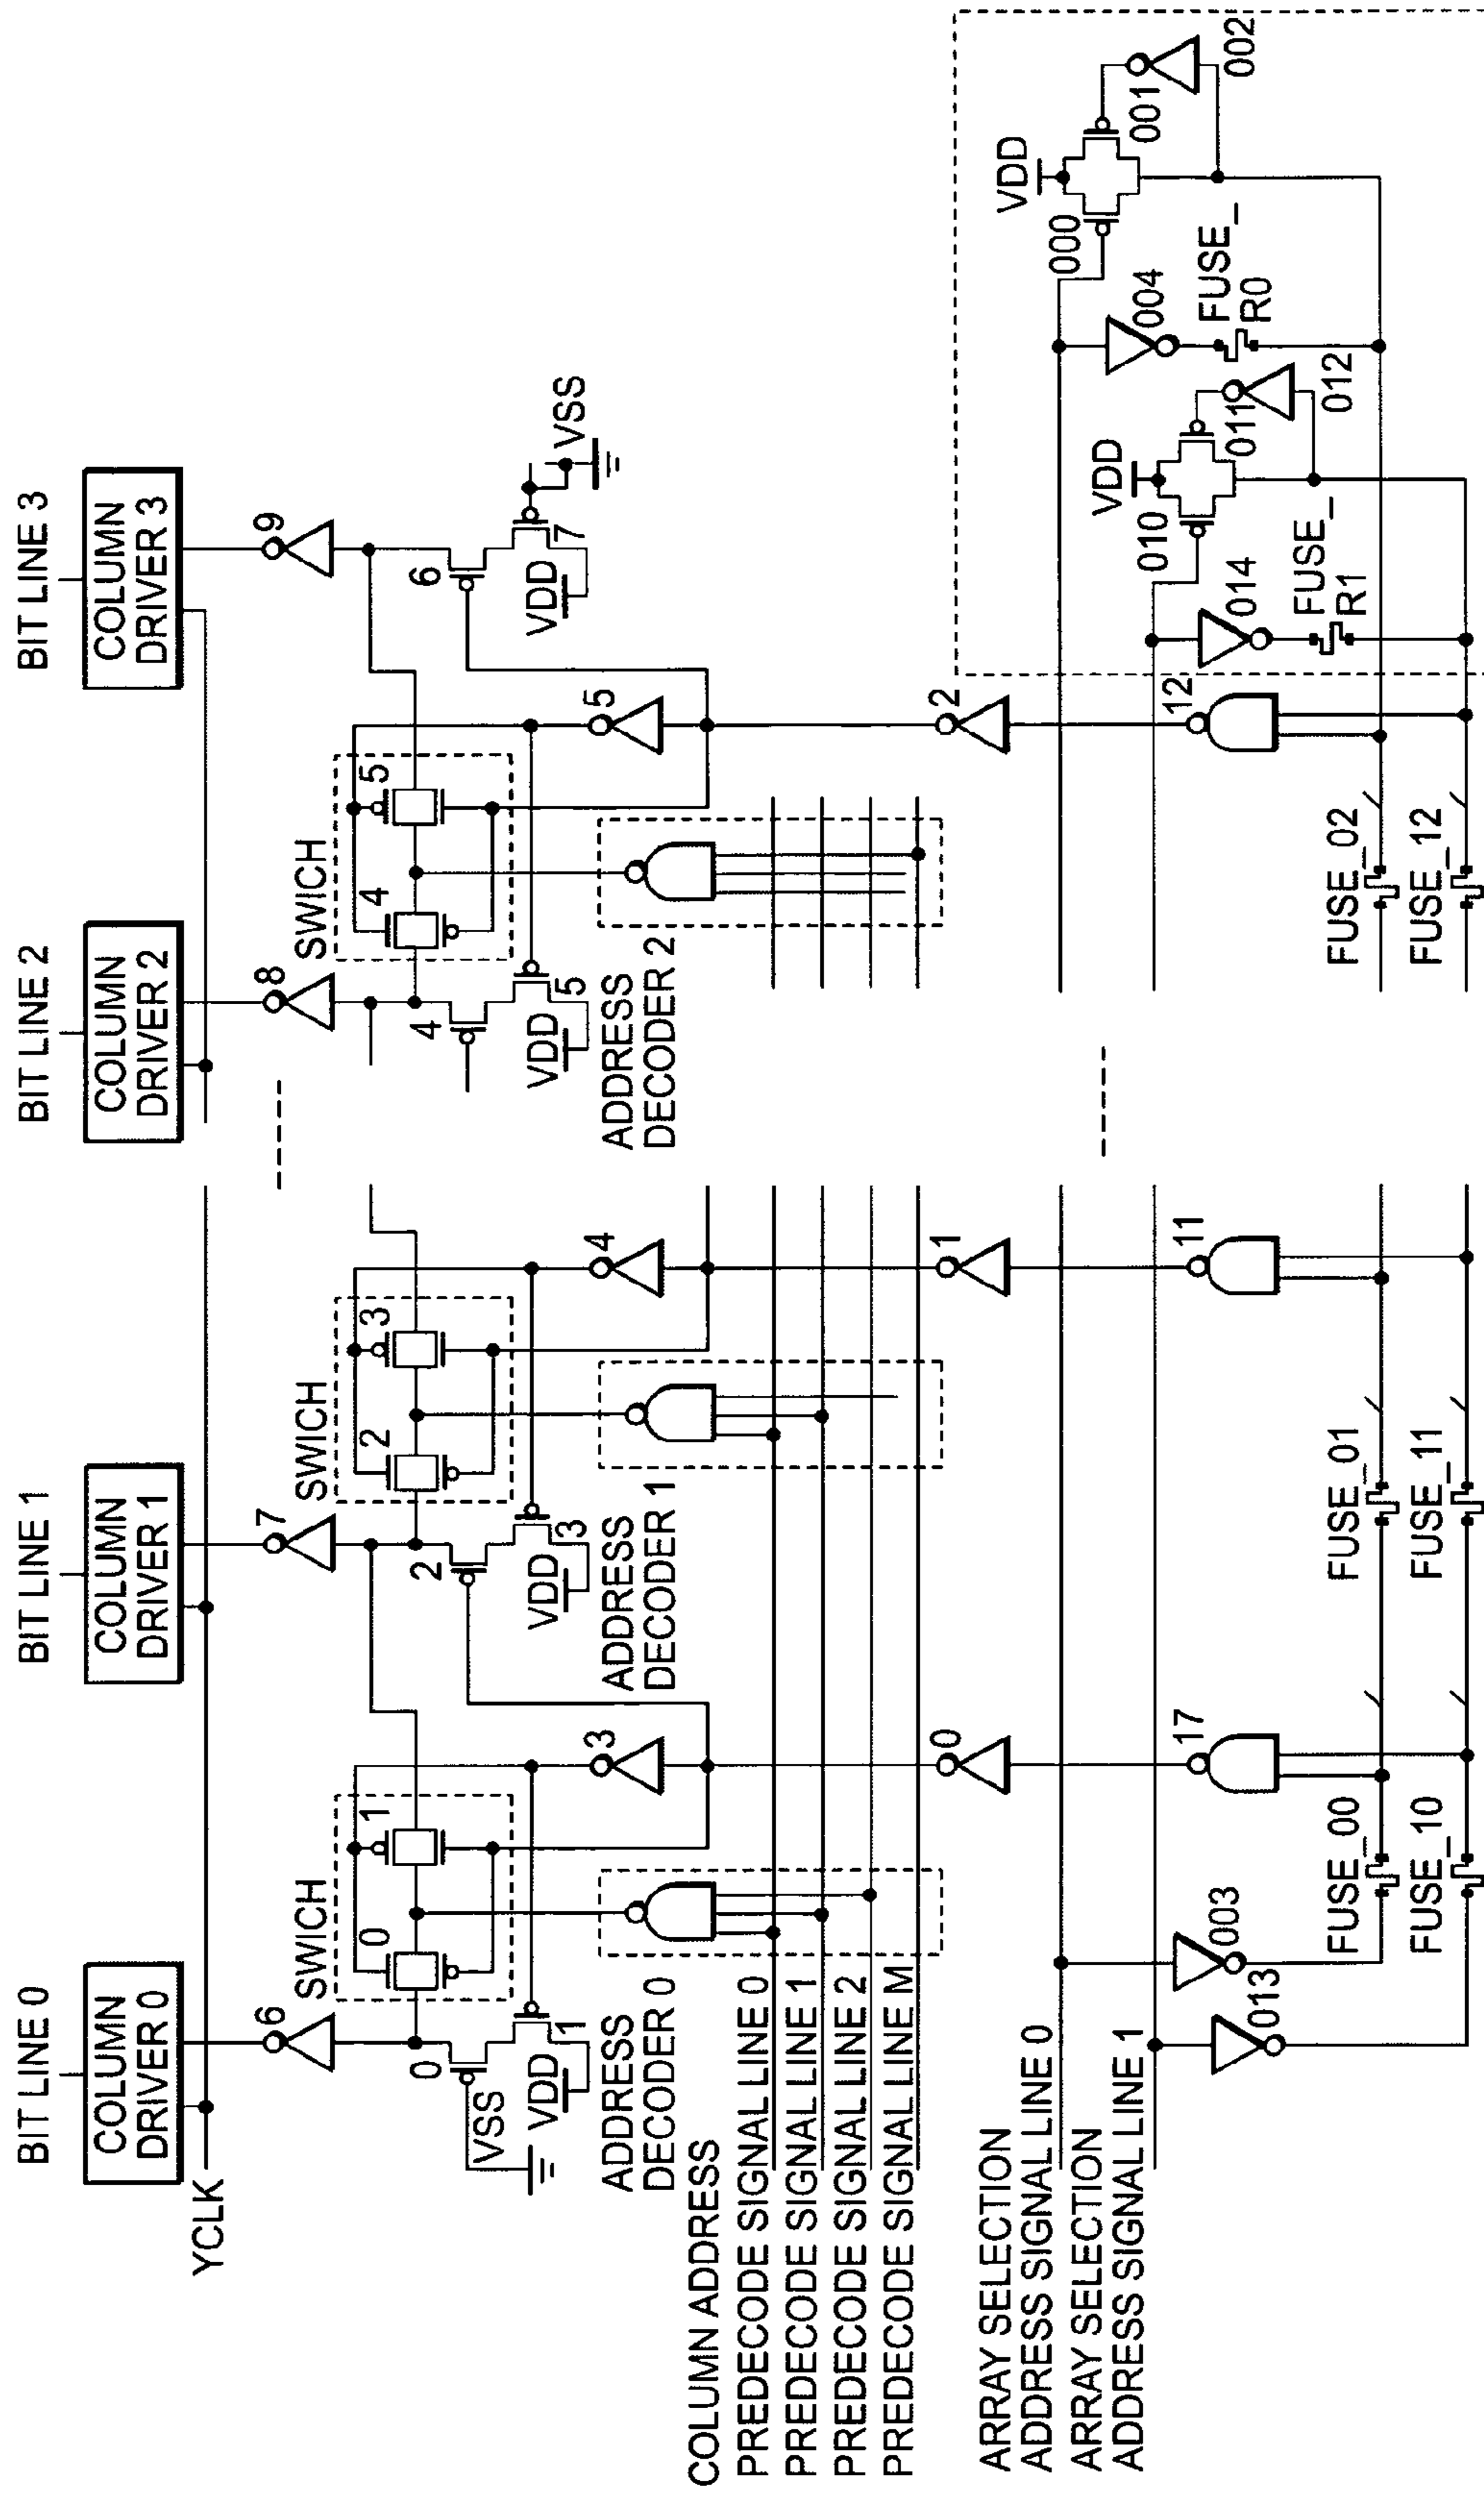 BIT LINE 0
BIT LINE 1
BIT LINE 2
BIT LINE 3
COLUMN
DRIVER 0
COLUMN
DRIVER 1
COLUMN
DRIVER 2
COLUMN
DRIVER 3
YCLK
6
7
8
9
SWICH
0
1
SWICH
2
3
SWICH
4
5
0
VSS
VDD
1
2
VDD
3
4
VDD
5
6
VDD
7
VSS
3
4
5
ADDRESS
DECODER 0
ADDRESS
DECODER 1
ADDRESS
DECODER 2
COLUMN ADDRESS
PREDECODE SIGNAL LINE 0
PREDECODE SIGNAL LINE 1
PREDECODE SIGNAL LINE 2
PREDECODE SIGNAL LINE M
0
1
2
ARRAY SELECTION
ADDRESS SIGNAL LINE 0
ARRAY SELECTION
ADDRESS SIGNAL LINE 1
003
013
17
11
12
FUSE_00
FUSE_10
FUSE_01
FUSE_11
FUSE_02
FUSE_12
VDD
000
001
002
004
FUSE_
R0
VDD
010
011
012
014
FUSE_
R1